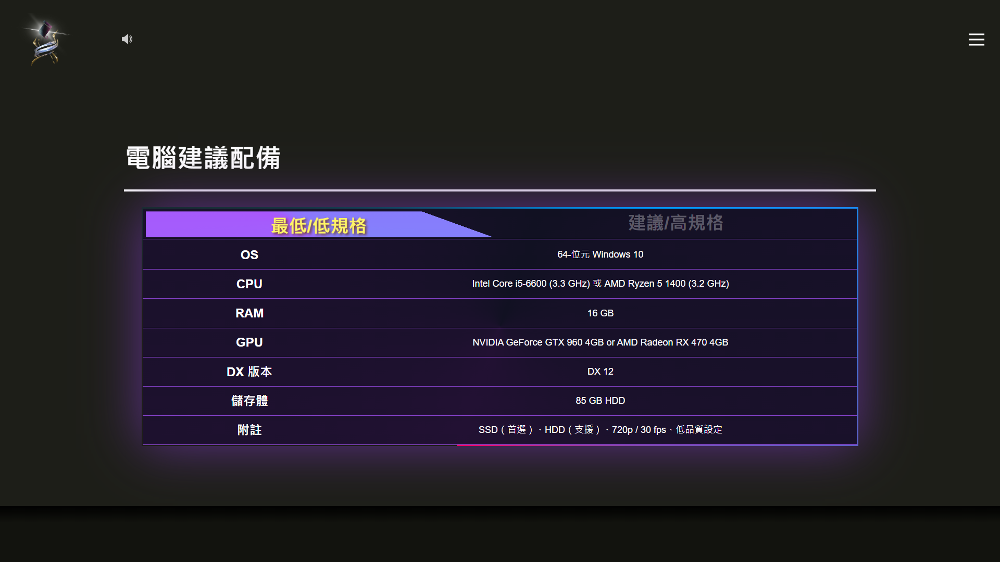 電腦建議配備
最低/低規格
建議/高規格
OS
64-位元 Windows 10
CPU
Intel Core i5-6600 (3.3 GHz) 或 AMD Ryzen 5 1400 (3.2 GHz)
RAM
16 GB
GPU
NVIDIA GeForce GTX 960 4GB or AMD Radeon RX 470 4GB
DX 版本
DX 12
儲存體
85 GB HDD
附註
SSD（首選）、HDD（支援）、720p / 30 fps、低品質設定